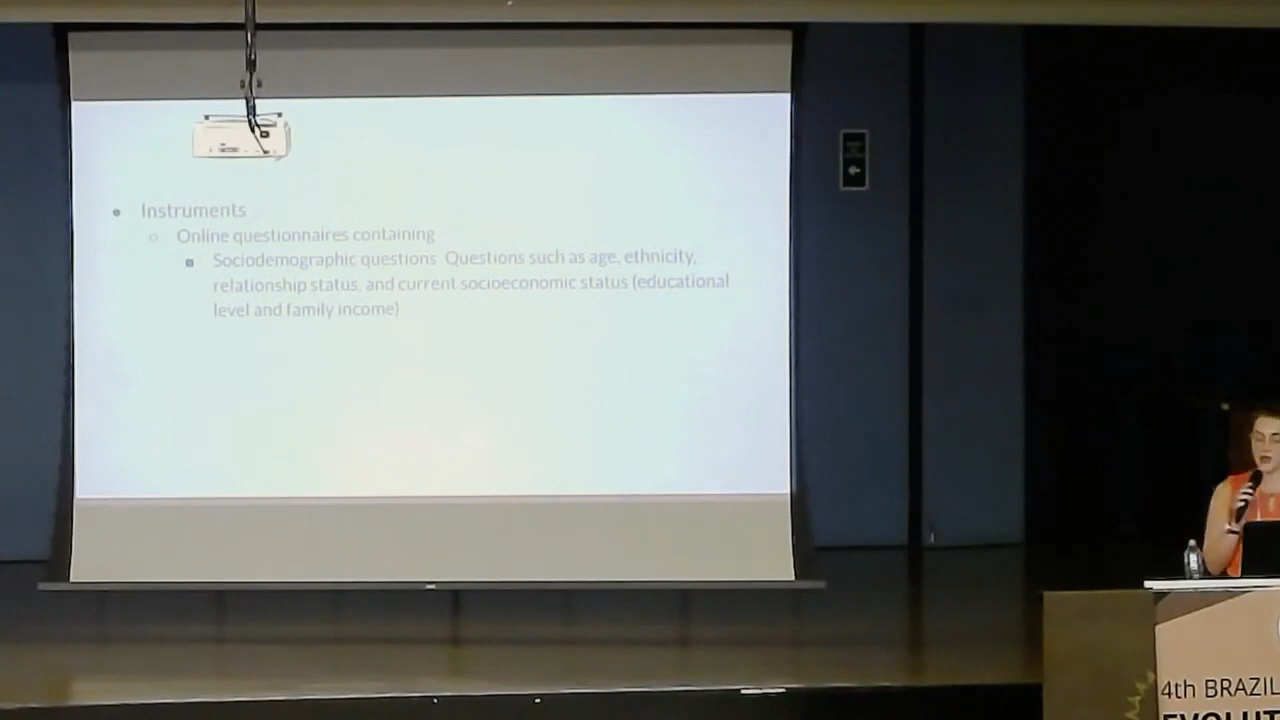 Instruments
Online questionnaires containing
Sociodemographic questions Questions such as age, ethnicity,
relationship status, and current socioeconomic status (educational
level and family income)
4th BRAZIL